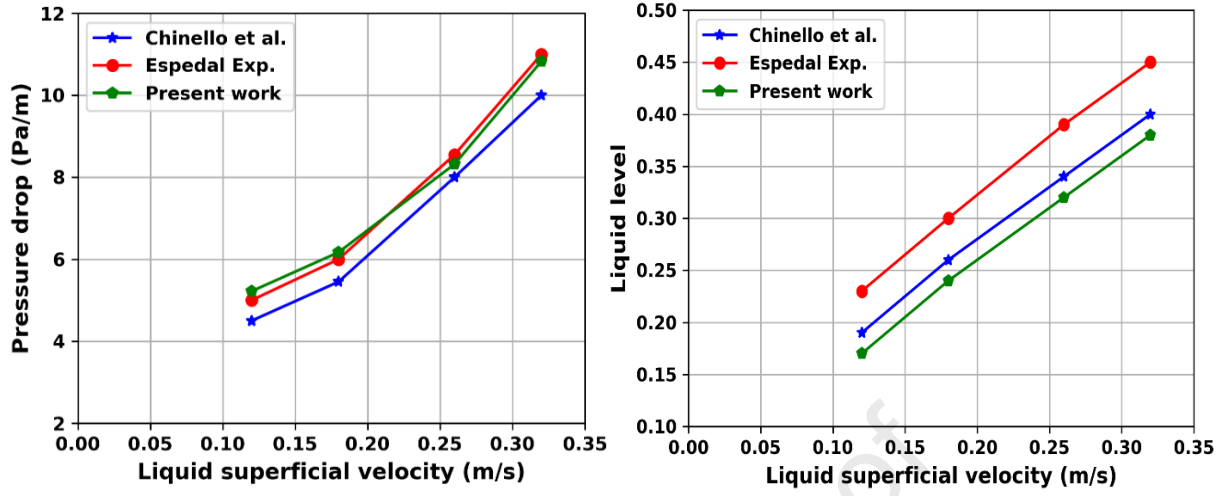 12
10
8
6
4
2
Pressure drop (Pa/m)
Chinello et al.
Espedal Exp.
Present work
0.00 0.05 0.10 0.15 0.20 0.25 0.30 0.35
Liquid superficial velocity (m/s)
0.50
0.45
0.40
0.35
0.30
0.25
0.20
0.15
0.10
Liquid level
Chinello et al.
Espedal Exp.
Present work
0.00 0.05 0.10 0.15 0.20 0.25 0.30 0.35
Liquid superficial velocity (m/s)